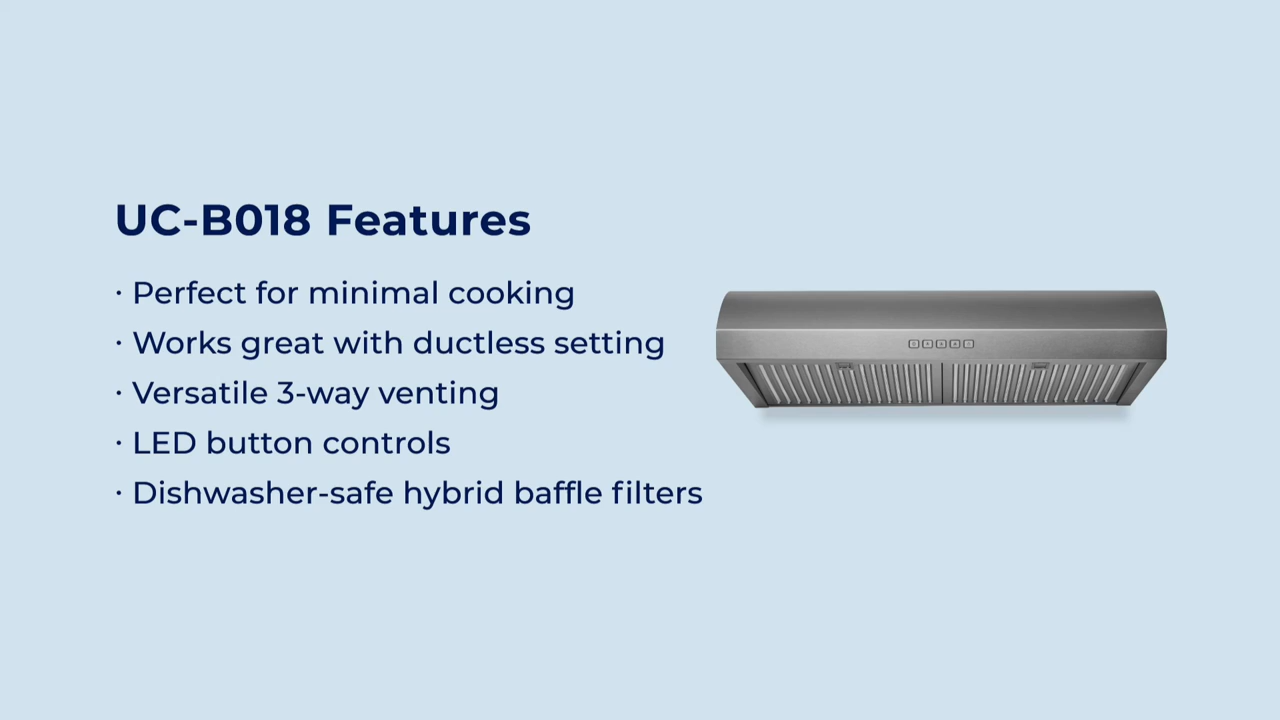 UC-B018 Features
· Perfect for minimal cooking
· Works great with ductless setting
· Versatile 3-way venting
· LED button controls
· Dishwasher-safe hybrid baffle filters